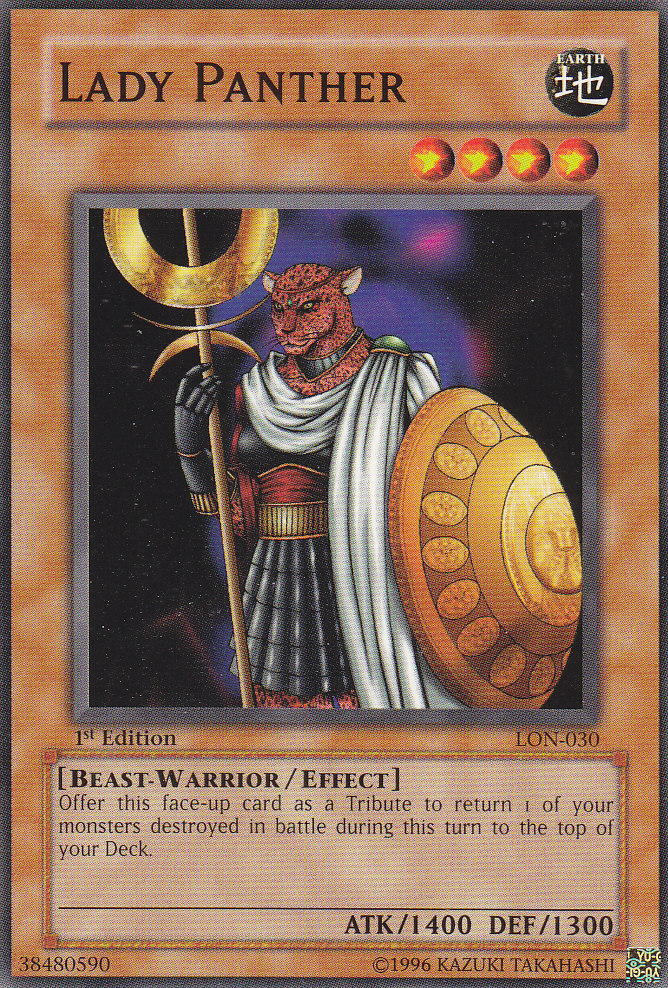 LADY PANTHER
EARTH
地
1st Edition
LON-030
[BEAST-WARRIOR/EFFECT]
Offer this face-up card as a Tribute to return 1 of your
monsters destroyed in battle during this turn to the top of
your Deck.
ATK/1400 DEF/1300
38480590
©1996 KAZUKI TAKAHASHI